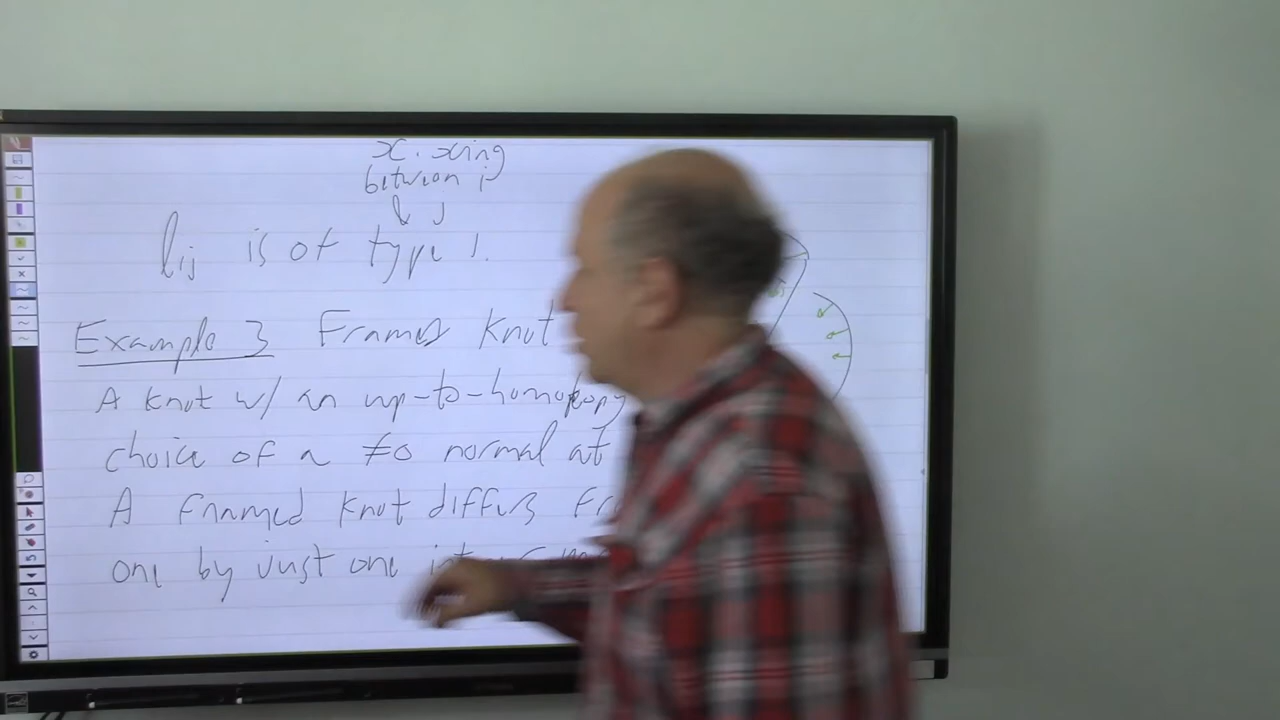 x. xing
between i
& j
lij is of type 1.
Example 3 Framed Knot
A knot w/ an up-to-homotopy
choice of a ≠0 normal at
A framed knot differs fr
one by just one